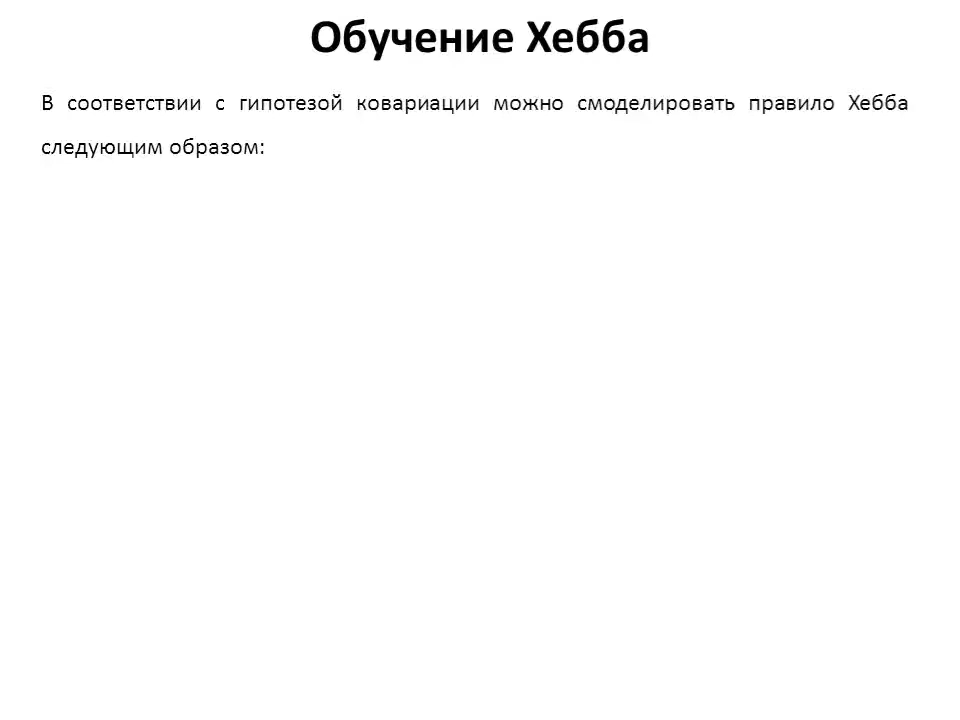 Обучение Хебба
В соответствии с гипотезой ковариации можно смоделировать правило Хебба
следующим образом: